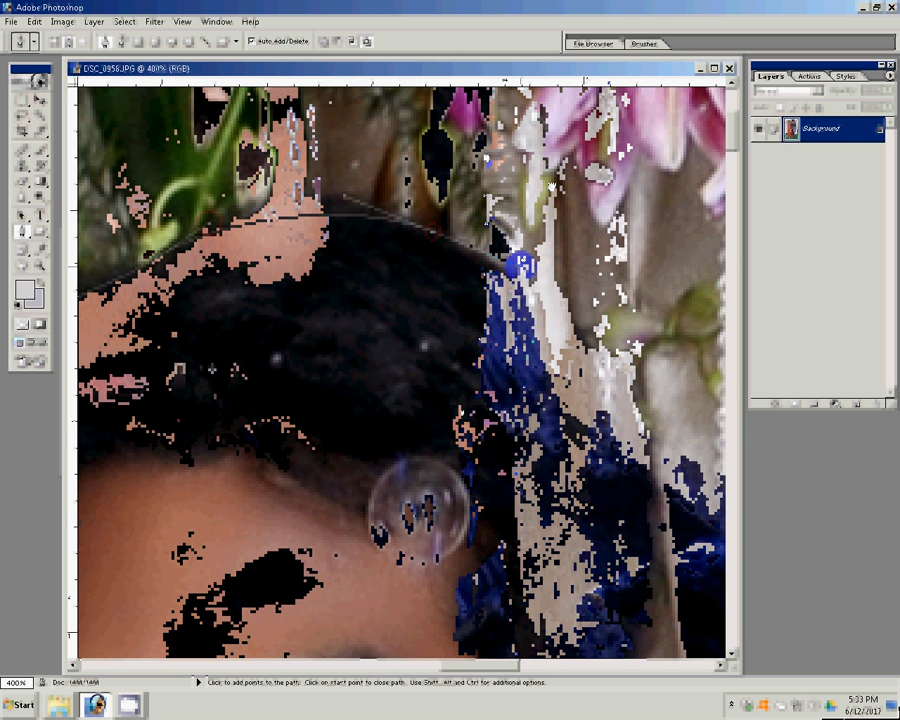 Adobe Photoshop
File Edit Image Layer Select Filter View Window Help
Auto Add/Delete
File Browser Brushes
DSC_0956.JPG @ 400% (RGB)
Layers Actions Styles
Normal
Background
400%
Click to add points to the path. Click on start point to close path. Use Shift, Alt, and Ctrl for additional options.
Start
5:33 PM
6/12/2017